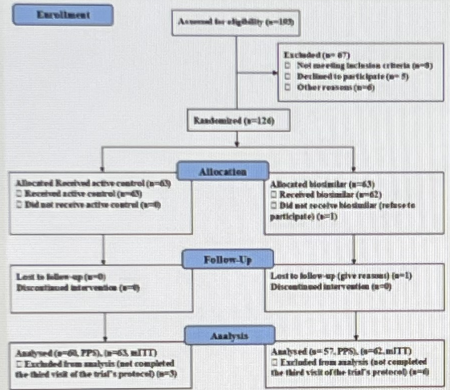 Enrollment
Assessed for eligibility
Excluded (n= 67)
☐ Not meeting inclusion criteria
☐ Declined to participate (n= 5)
☐ Other reasons (n=6)
Randomized (n=126)
Allocation
Allocated Received active control (n=63)
☐ Received active control (n=63)
☐ Did not receive active control (n=0)
Allocated biosimilar (n=63)
☐ Received biosimilar (n=62)
☐ Did not receive biosimilar (refuse to
participate) (n=1)
Follow-Up
Lost to follow-up (n=0)
Discontinued intervention (n=0)
Lost to follow-up (give reasons) (n=1)
Discontinued intervention (n=0)
Analysis
Analysed (n=60, PPS), (n=63, mITT)
☐ Excluded from analysis (not completed
the third visit of the trial's protocol) (n=3)
Analysed (n= 57, PPS), (n=62, mITT)
☐ Excluded from analysis (not completed
the third visit of the trial's protocol) (n=6)